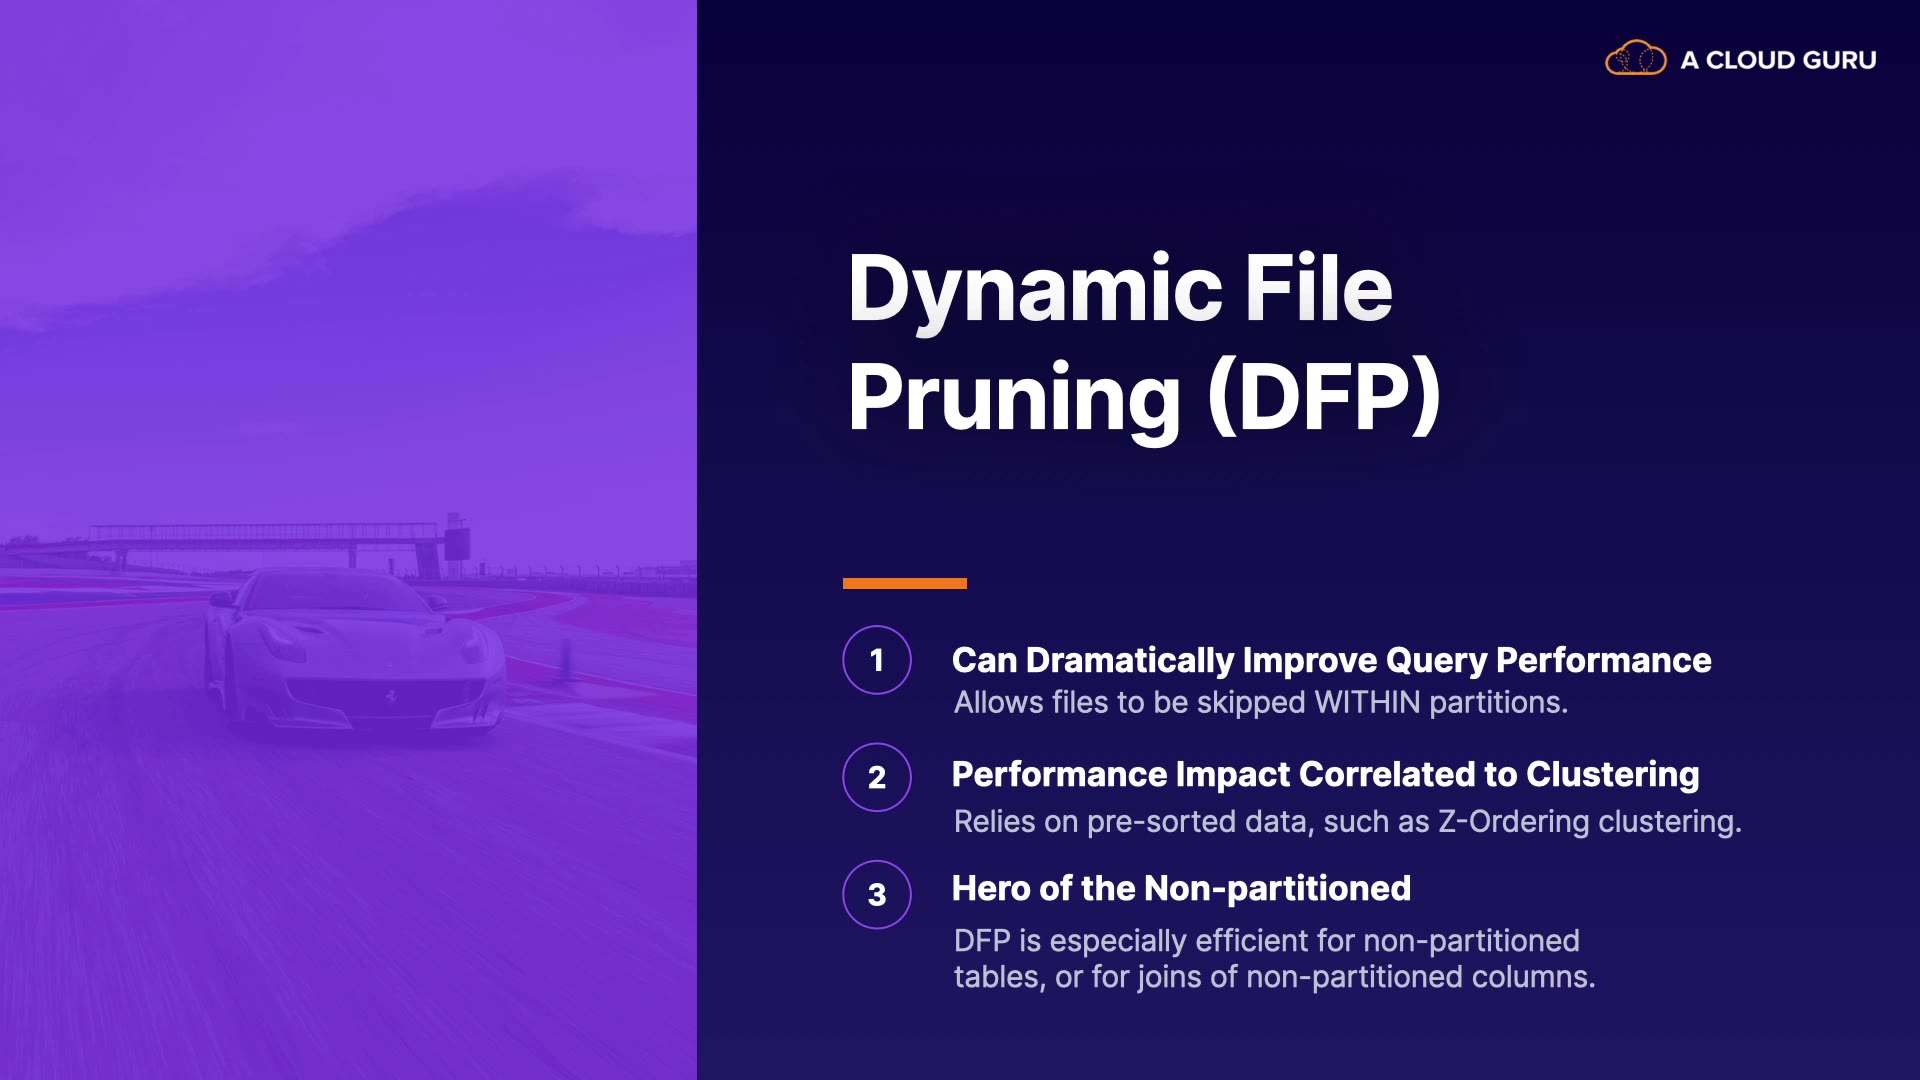 A CLOUD GURU
Dynamic File
Pruning (DFP)
1
Can Dramatically Improve Query Performance
Allows files to be skipped WITHIN partitions.
2
Performance Impact Correlated to Clustering
Relies on pre-sorted data, such as Z-Ordering clustering.
3
Hero of the Non-partitioned
DFP is especially efficient for non-partitioned
tables, or for joins of non-partitioned columns.